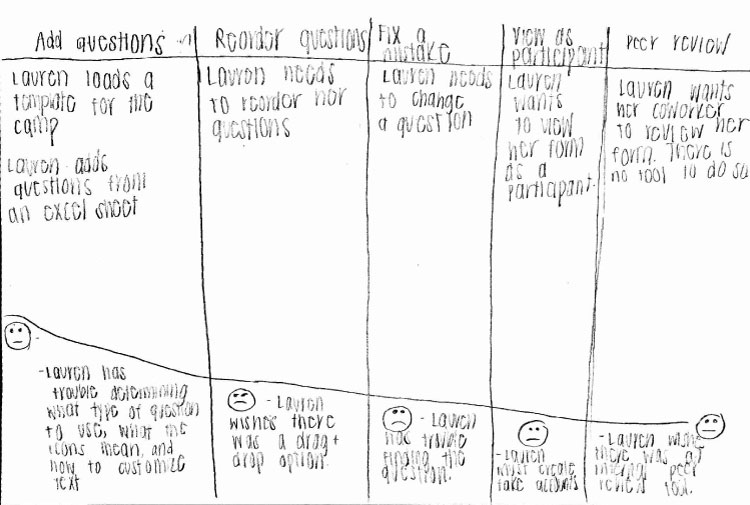 Add questions
Lauren loads a
template for the
camp
Lauren adds
questions from
an excel sheet
-Lauren has
trouble determining
what type of question
to use, what the
icons mean, and
how to customize
text
Reorder questions
Lauren needs
to reorder her
questions
- Lauren
wishes there
was a drag +
drop option.
Fix a
mistake
Lauren needs
to change
a question
- Lauren
has trouble
finding the
question.
View as
participant
Lauren
wants
to view
her form
as a
participant.
-Lauren
must create
fake accounts
Peer review
Lauren wants
her coworker
to review her
form. There is
no tool to do so
-Lauren wishes
there was a
internal peer
review tool.